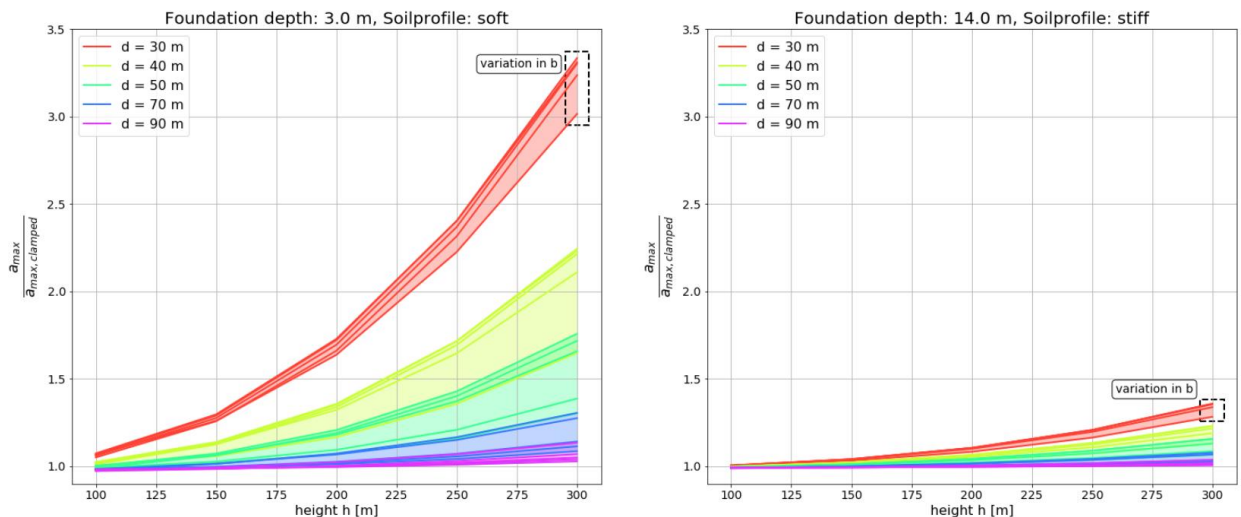 Foundation depth: 3.0 m, Soilprofile: soft
3.5
3.0
2.5
2.0
1.5
1.0
a_max
a_max,clamped
d = 30 m
d = 40 m
d = 50 m
d = 70 m
d = 90 m
variation in b
100 125 150 175 200 225 250 275 300
height h [m]
Foundation depth: 14.0 m, Soilprofile: stiff
3.5
3.0
2.5
2.0
1.5
1.0
a_max
a_max,clamped
d = 30 m
d = 40 m
d = 50 m
d = 70 m
d = 90 m
variation in b
100 125 150 175 200 225 250 275 300
height h [m]